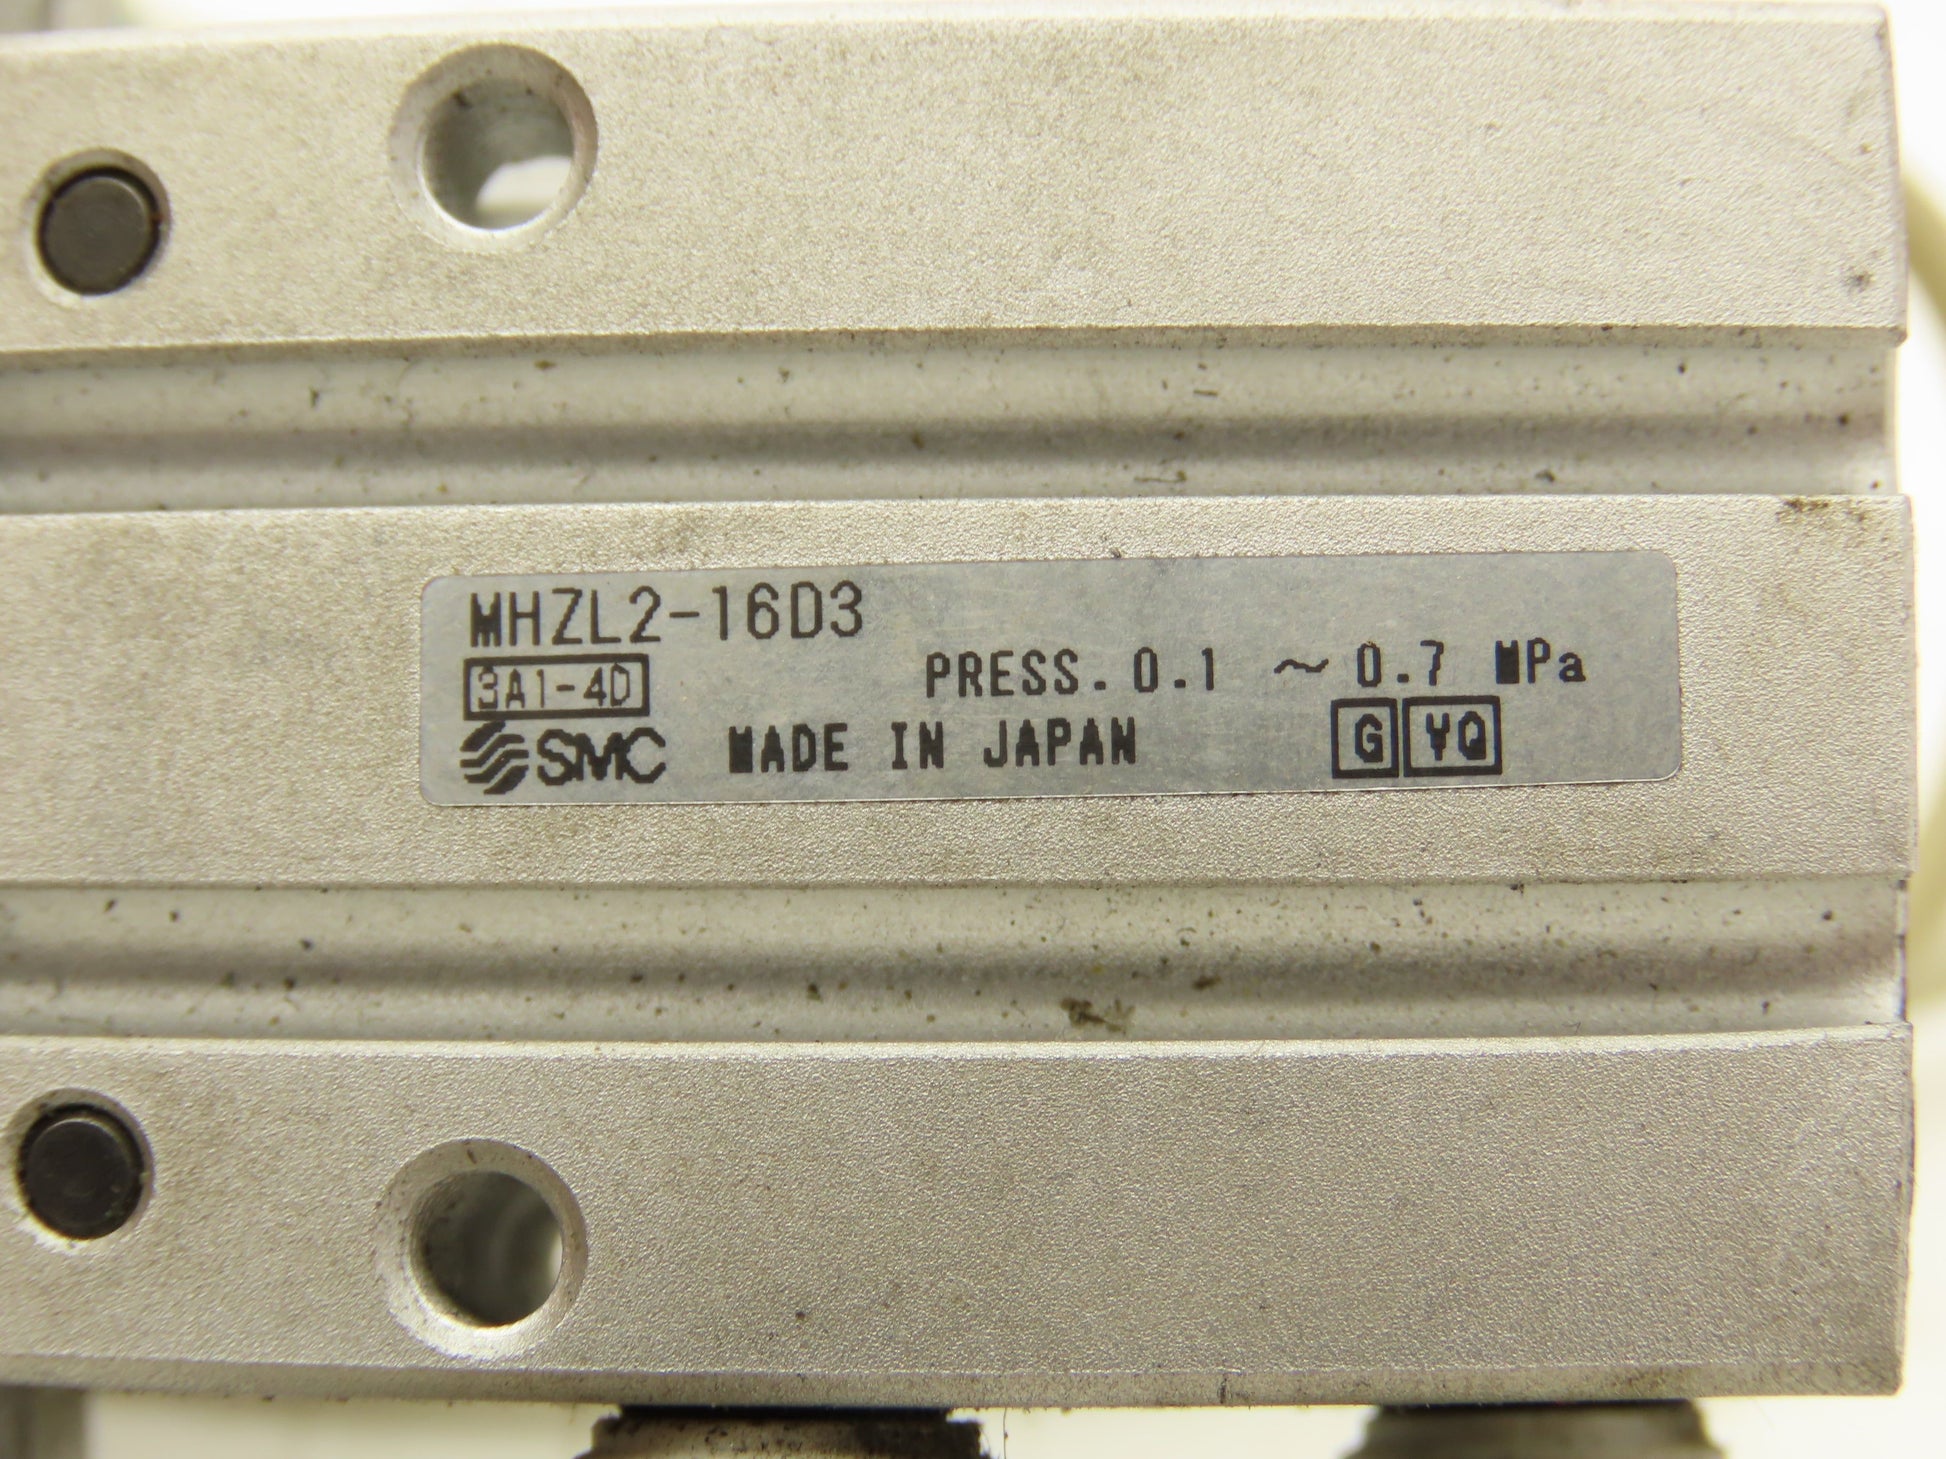 MHZL2-16D3
3A1-4D PRESS. 0.1 ~ 0.7 MPa
SMC MADE IN JAPAN G YQ